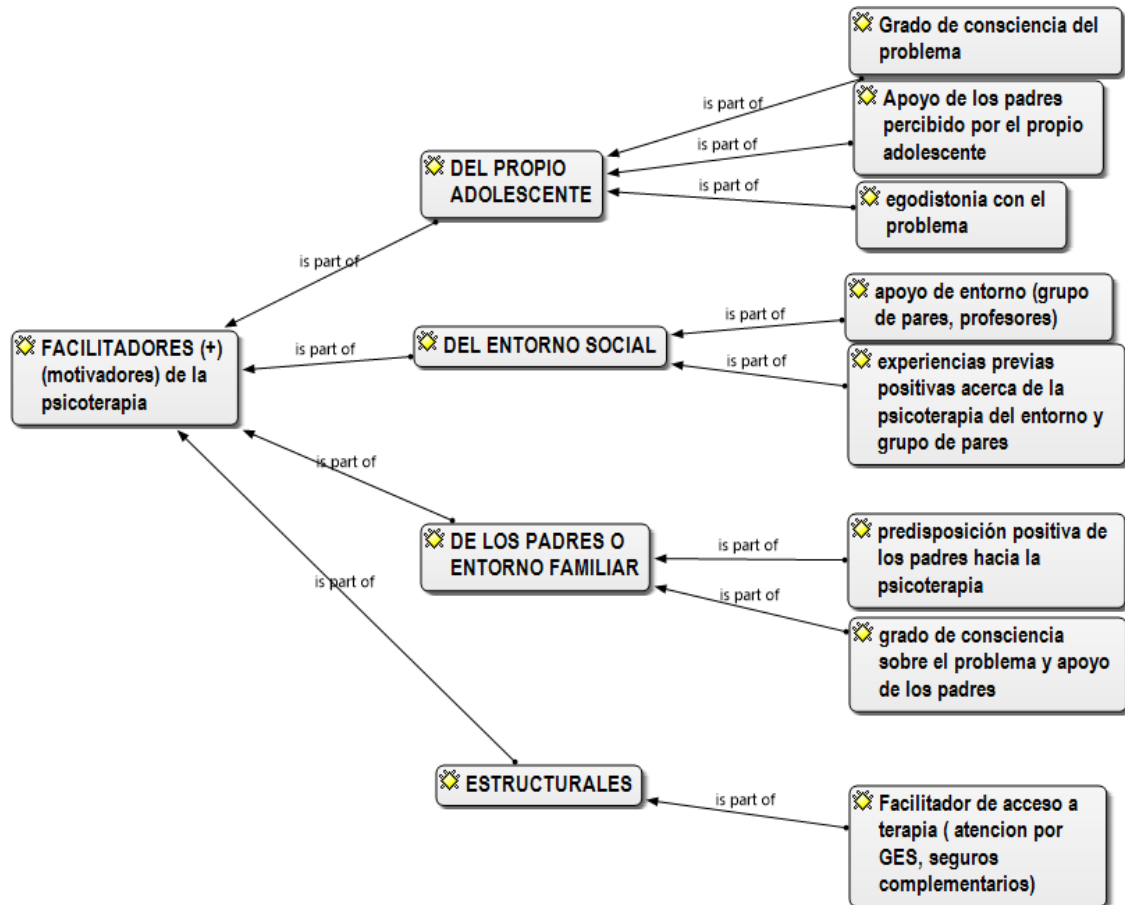 Grado de consciencia del
problema
is part of
Apoyo de los padres
percibido por el propio
adolescente
is part of
DEL PROPIO
ADOLESCENTE
is part of
egodistonia con el
problema
is part of
apoyo de entorno (grupo
de pares, profesores)
is part of
FACILITADORES (+)
(motivadores) de la
psicoterapia
is part of
DEL ENTORNO SOCIAL
is part of
experiencias previas
positivas acerca de la
psicoterapia del entorno y
grupo de pares
is part of
DE LOS PADRES O
ENTORNO FAMILIAR
is part of
predisposición positiva de
los padres hacia la
psicoterapia
is part of
is part of
grado de consciencia
sobre el problema y apoyo
de los padres
ESTRUCTURALES
is part of
Facilitador de acceso a
terapia ( atencion por
GES, seguros
complementarios)